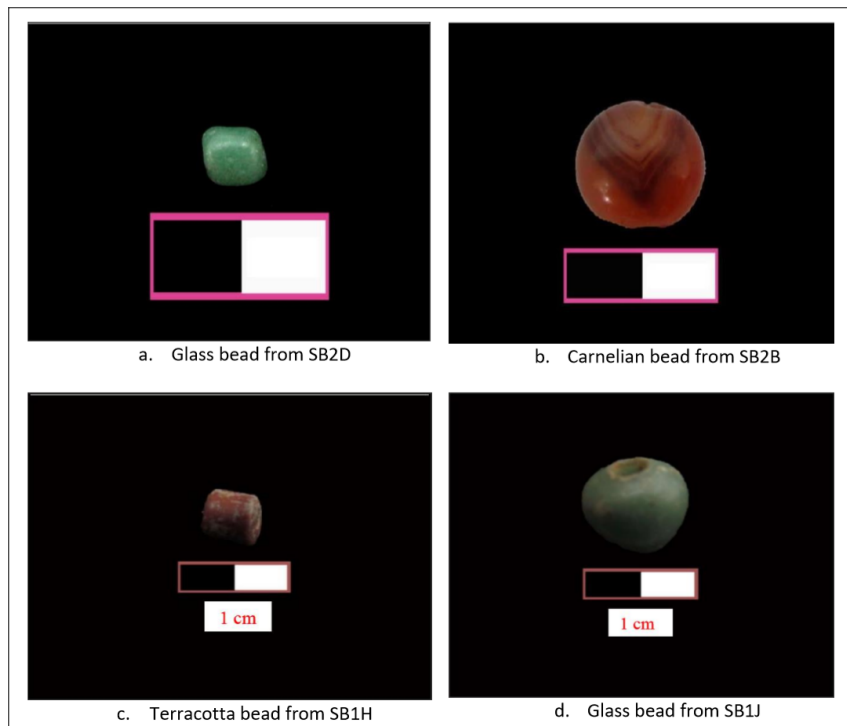 a. Glass bead from SB2D
b. Carnelian bead from SB2B
1 cm
1 cm
c. Terracotta bead from SB1H
d. Glass bead from SB1J